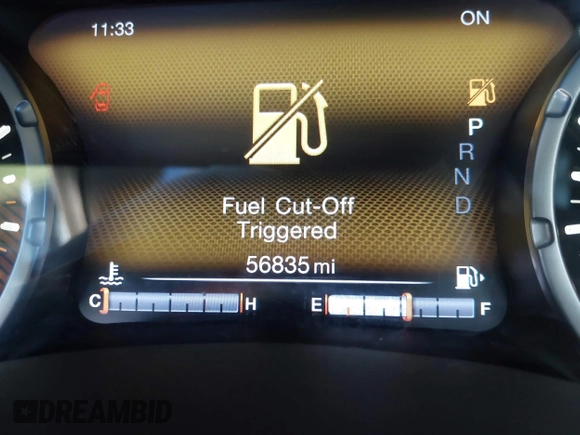 11:33
ON
P
R
N
D
Fuel Cut-Off
Triggered
56835 mi
C H E F
DREAMBID